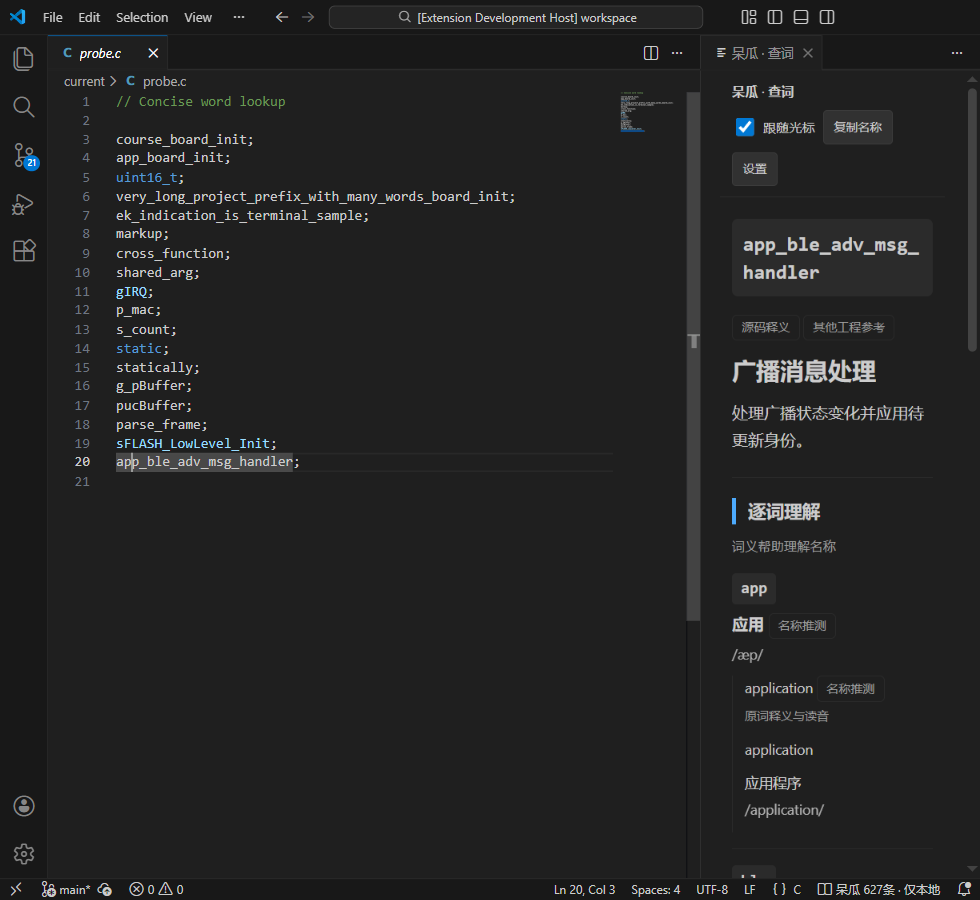 File Edit Selection View ··· [Extension Development Host] workspace
probe.c
呆瓜 · 查词
current > C probe.c
1 // Concise word lookup
2
3 course_board_init;
4 app_board_init;
5 uint16_t;
6 very_long_project_prefix_with_many_words_board_init;
7 ek_indication_is_terminal_sample;
8 markup;
9 cross_function;
10 shared_arg;
11 gIRQ;
12 p_mac;
13 s_count;
14 static;
15 statically;
16 g_pBuffer;
17 pucBuffer;
18 parse_frame;
19 sFLASH_LowLevel_Init;
20 app_ble_adv_msg_handler;
21
呆瓜 · 查词
跟随光标 复制名称
设置
app_ble_adv_msg_
handler
源码释义 其他工程参考
广播消息处理
处理广播状态变化并应用待
更新身份。
逐词理解
词义帮助理解名称
app
应用 名称推测
/æp/
application 名称推测
原词释义与读音
application
应用程序
/application/
21
main* 0 0 Ln 20, Col 3 Spaces: 4 UTF-8 LF { } C 呆瓜 627条 · 仅本地